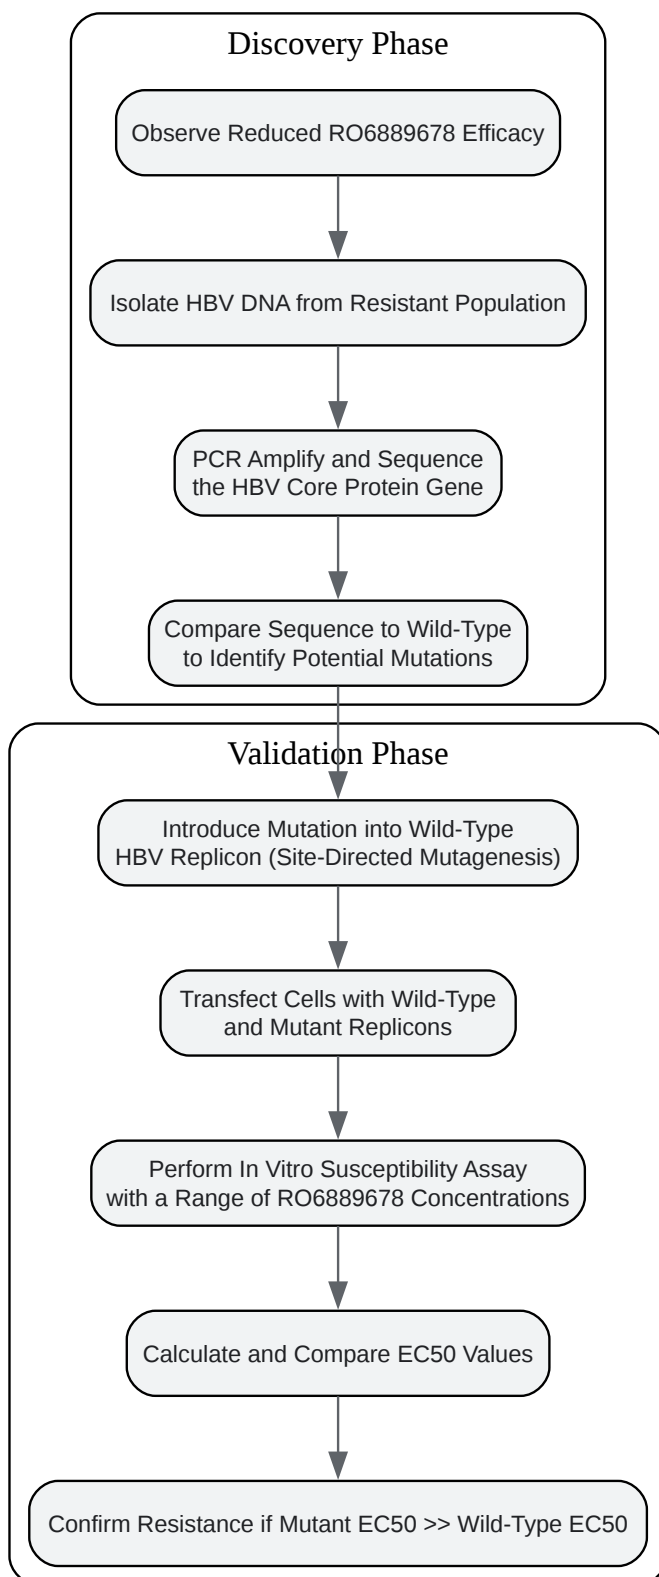 Discovery Phase
Observe Reduced RO6889678 Efficacy
Isolate HBV DNA from Resistant Population
PCR Amplify and Sequence
the HBV Core Protein Gene
Compare Sequence to Wild-Type
to Identify Potential Mutations
Validation Phase
Introduce Mutation into Wild-Type
HBV Replicon (Site-Directed Mutagenesis)
Transfect Cells with Wild-Type
and Mutant Replicons
Perform In Vitro Susceptibility Assay
with a Range of RO6889678 Concentrations
Calculate and Compare EC50 Values
Confirm Resistance if Mutant EC50 >> Wild-Type EC50